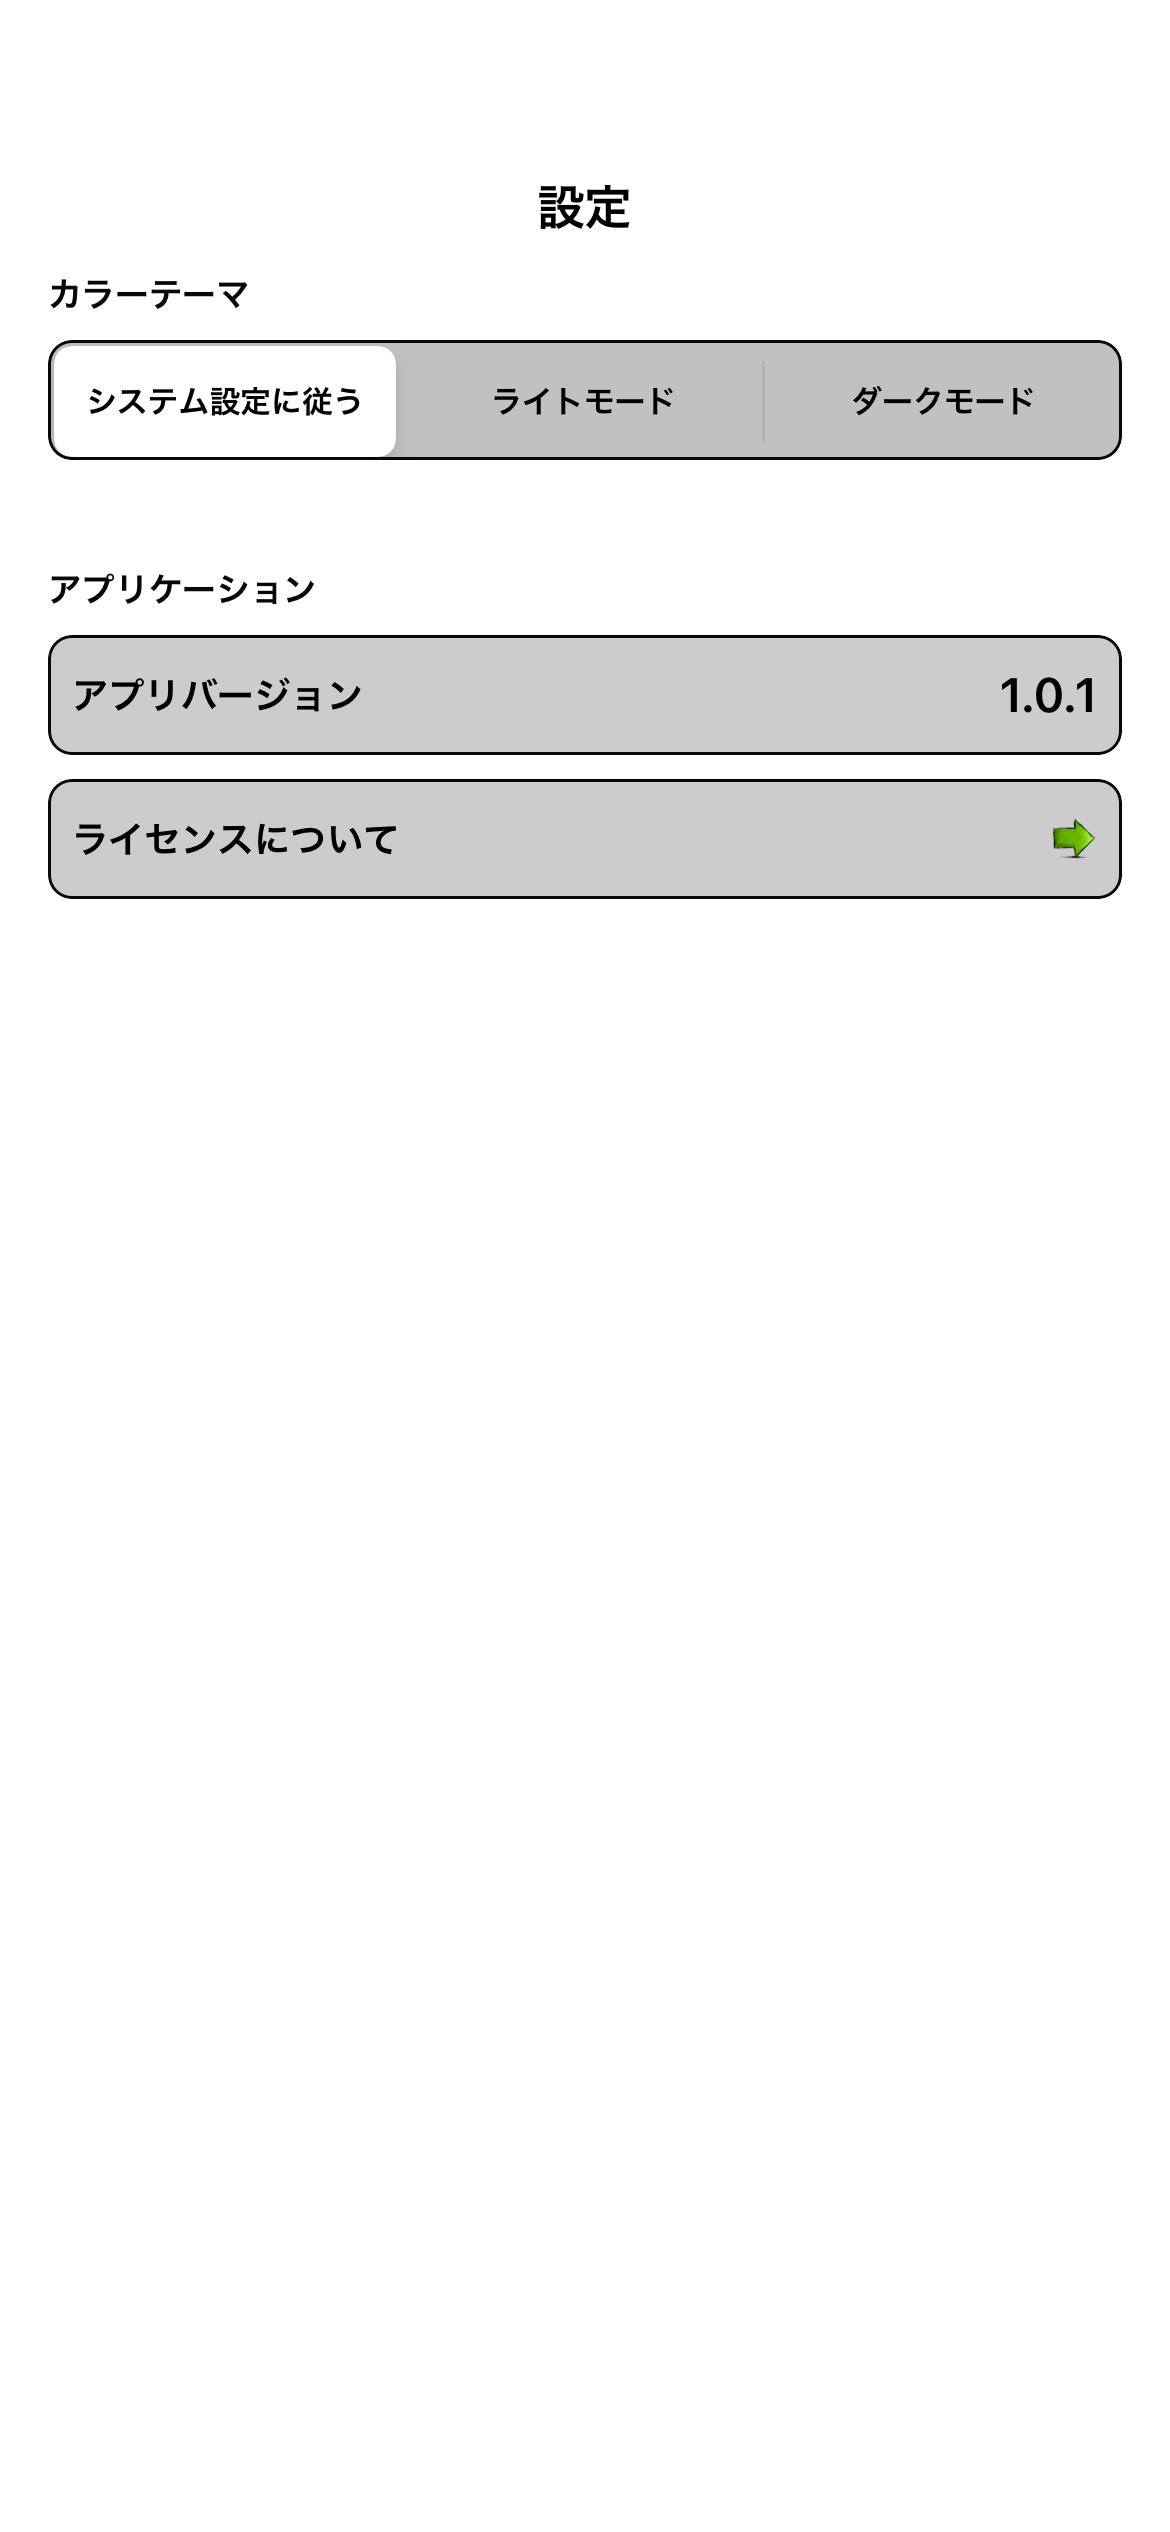 設定
カラーテーマ
システム設定に従う ライトモード ダークモード
アプリケーション
アプリバージョン 1.0.1
ライセンスについて